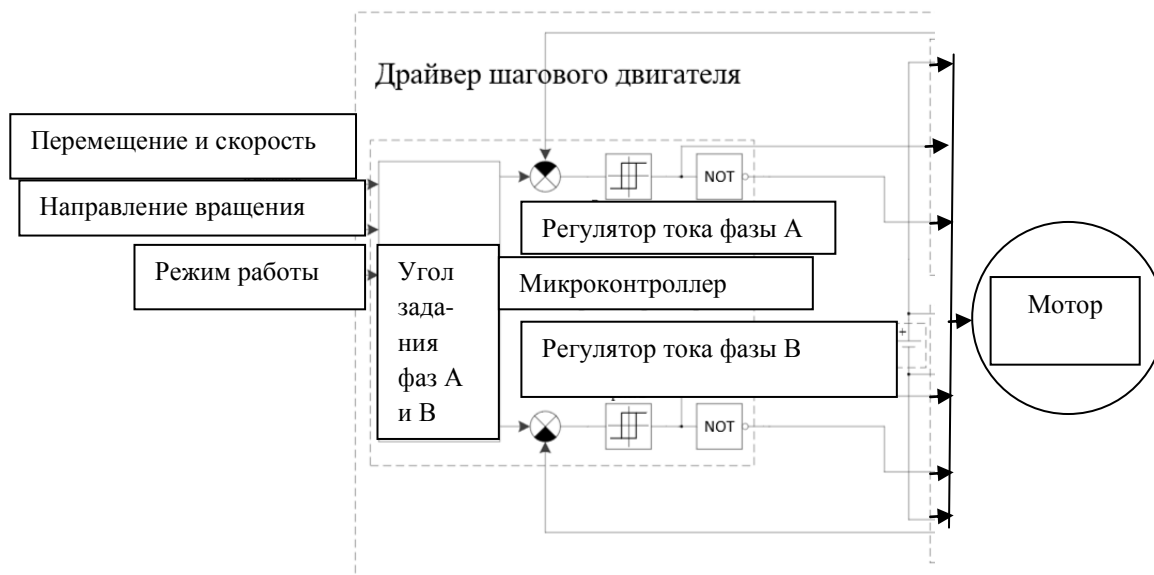 Драйвер шагового двигателя
Перемещение и скорость
Направление вращения
Режим работы
NOT
Регулятор тока фазы А
Угол
зада-
ния
фаз А
и В
Микроконтроллер
Регулятор тока фазы В
+
NOT
Мотор